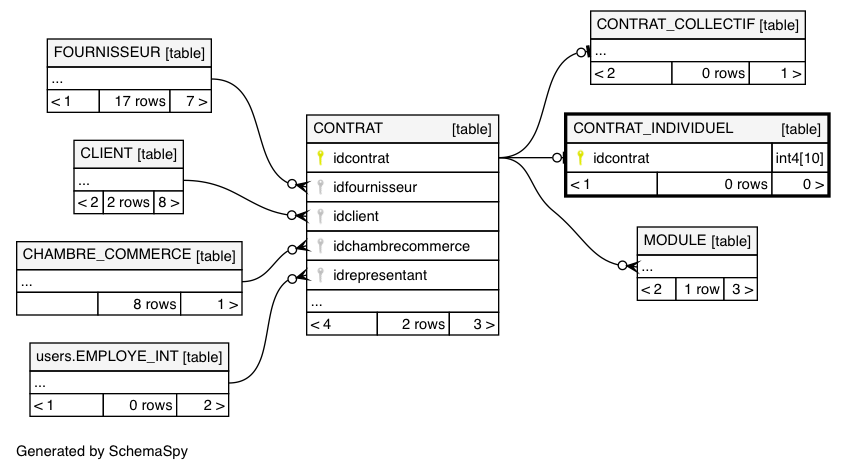 FOURNISSEUR [table]
...
< 1 17 rows 7 >
CLIENT [table]
...
< 2 2 rows 8 >
CHAMBRE_COMMERCE [table]
...
8 rows 1 >
users.EMPLOYE_INT [table]
...
< 1 0 rows 2 >
CONTRAT [table]
idcontrat
idfournisseur
idclient
idchambrecommerce
idrepresentant
...
< 4 2 rows 3 >
CONTRAT_COLLECTIF [table]
...
< 2 0 rows 1 >
CONTRAT_INDIVIDUEL [table]
idcontrat int4[10]
< 1 0 rows 0 >
MODULE [table]
...
< 2 1 row 3 >
Generated by SchemaSpy